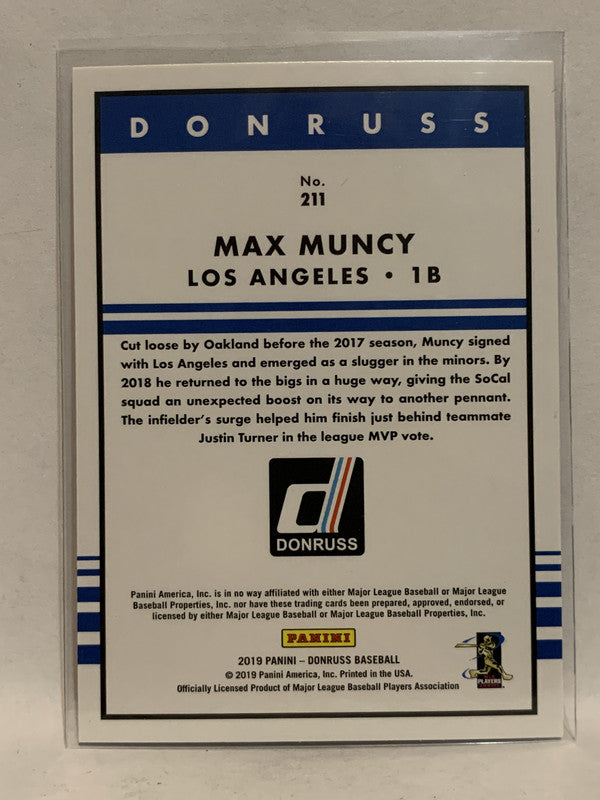 DONRUSS
No.
211
MAX MUNCY
LOS ANGELES • 1B
Cut loose by Oakland before the 2017 season, Muncy signed
with Los Angeles and emerged as a slugger in the minors. By
2018 he returned to the bigs in a huge way, giving the SoCal
squad an unexpected boost on its way to another pennant.
The infielder's surge helped him finish just behind teammate
Justin Turner in the league MVP vote.
d
DONRUSS
Panini America, Inc. is in no way affiliated with either Major League Baseball or Major League
Baseball Properties, Inc. nor have these trading cards been prepared, approved, endorsed, or
licensed by either Major League Baseball or Major League Baseball Properties, Inc.
PANINI
2019 PANINI – DONRUSS BASEBALL
© 2019 Panini America, Inc. Printed in the USA.
Officially Licensed Product of Major League Baseball Players Association
PLAYERS